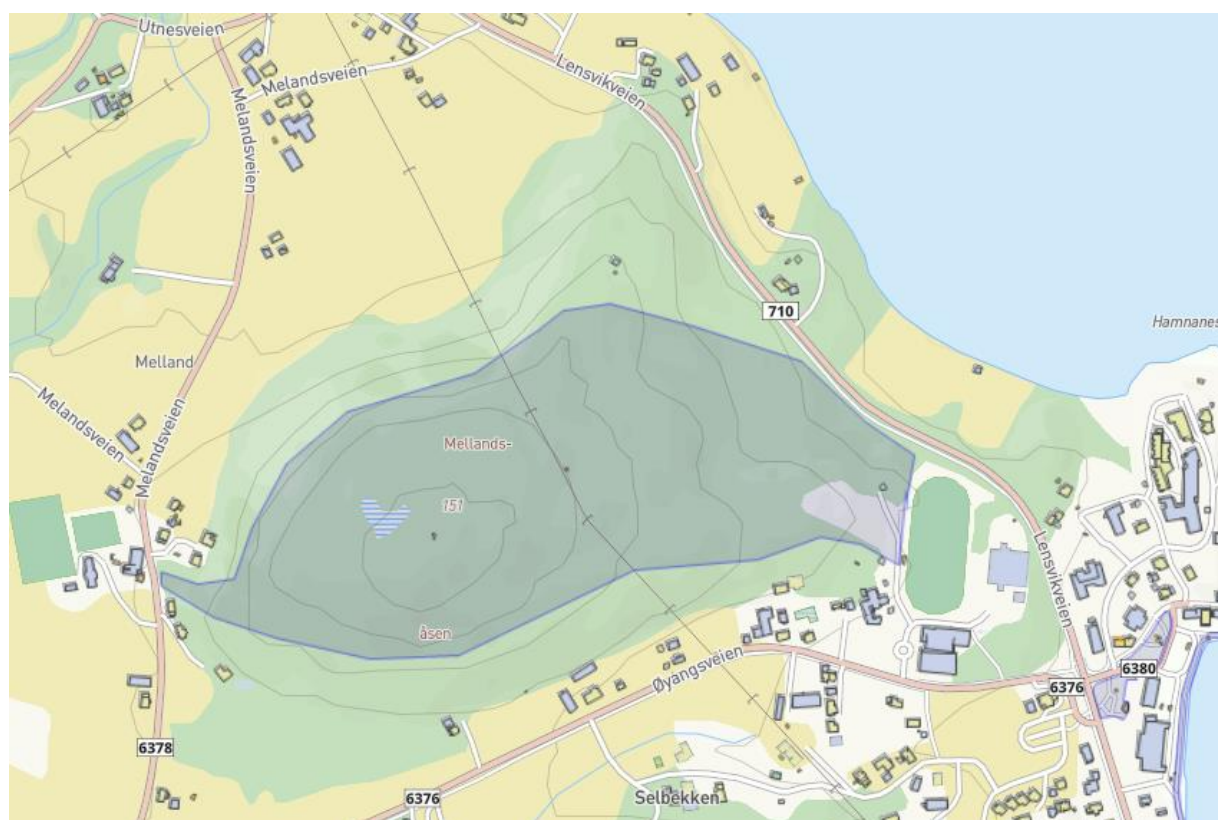 Utnesveien
Melandsveien
Lensvikveien
Melandsveien
710
Hamnanes
Melland
Melandsveien
Melandsveien
Mellands-
151
Lensvikveien
åsen
Øyangsveien
6380
6376
6378
6376
Selbekken